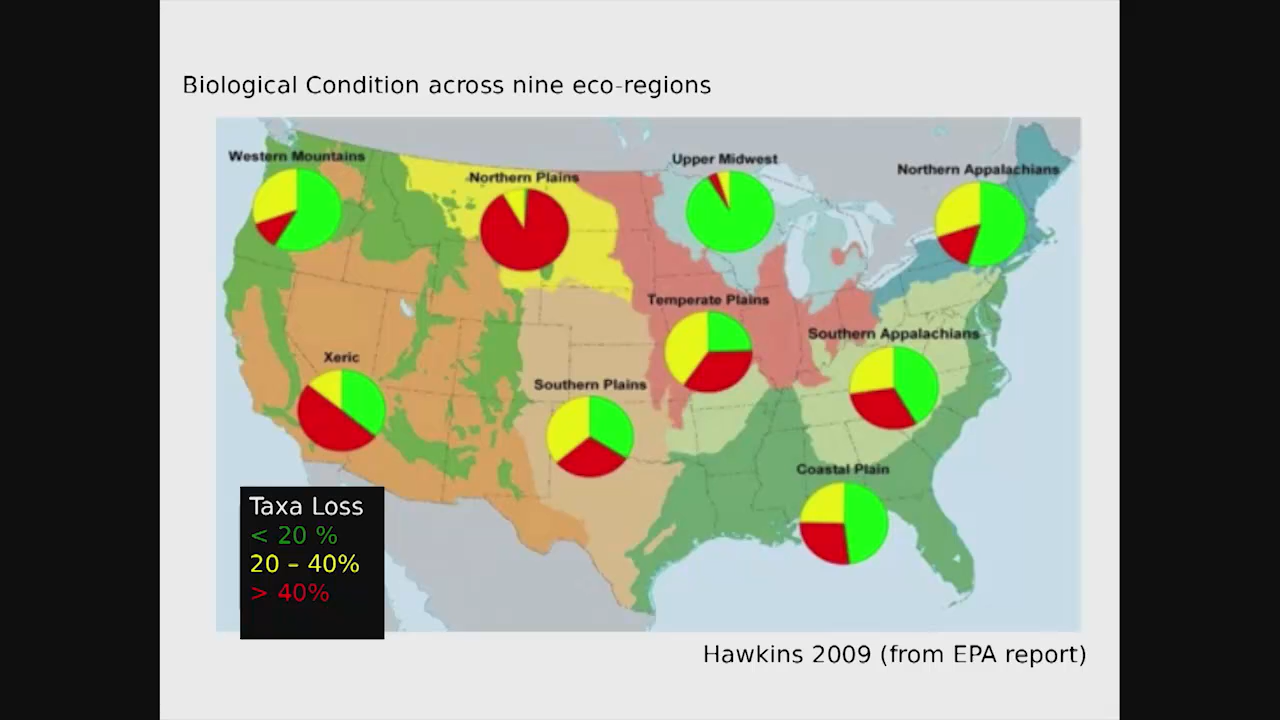 Biological Condition across nine eco-regions
Western Mountains
Northern Plains
Upper Midwest
Northern Appalachians
Temperate Plains
Southern Appalachians
Xeric
Southern Plains
Coastal Plain
Taxa Loss
< 20 %
20 – 40%
> 40%
Hawkins 2009 (from EPA report)